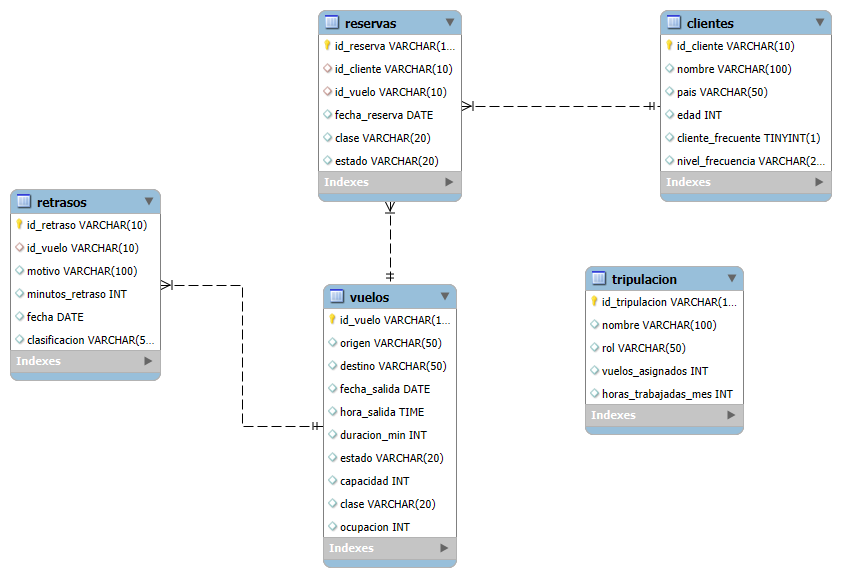 reservas
id_reserva VARCHAR(1...
id_cliente VARCHAR(10)
id_vuelo VARCHAR(10)
fecha_reserva DATE
clase VARCHAR(20)
estado VARCHAR(20)
Indexes
clientes
id_cliente VARCHAR(10)
nombre VARCHAR(100)
pais VARCHAR(50)
edad INT
cliente_frecuente TINYINT(1)
nivel_frecuencia VARCHAR(2...
Indexes
retrasos
id_retraso VARCHAR(10)
id_vuelo VARCHAR(10)
motivo VARCHAR(100)
minutos_retraso INT
fecha DATE
clasificacion VARCHAR(5...
Indexes
vuelos
id_vuelo VARCHAR(1...
origen VARCHAR(50)
destino VARCHAR(50)
fecha_salida DATE
hora_salida TIME
duracion_min INT
estado VARCHAR(20)
capacidad INT
clase VARCHAR(20)
ocupacion INT
Indexes
tripulacion
id_tripulacion VARCHAR(1...
nombre VARCHAR(100)
rol VARCHAR(50)
vuelos_asignados INT
horas_trabajadas_mes INT
Indexes